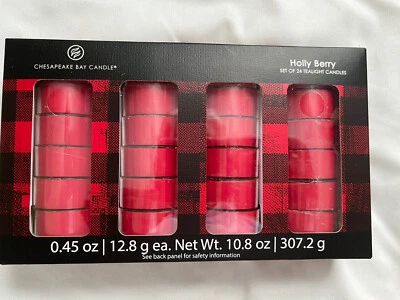 CHESAPEAKE BAY CANDLE®
Holly Berry
SET OF 24 TEALIGHT CANDLES
0.45 oz | 12.8 g ea. Net Wt. 10.8 oz | 307.2 g
See back panel for safety information